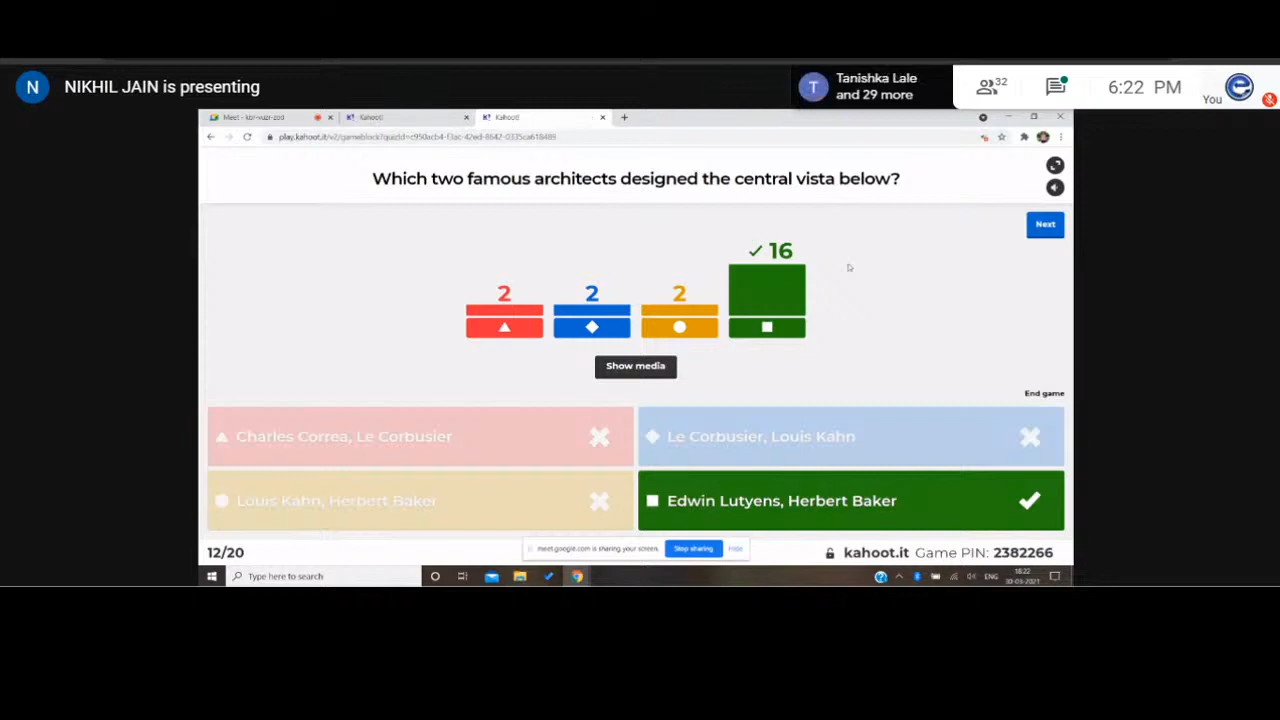 N NIKHIL JAIN is presenting
T Tanishka Lale
and 29 more
32
6:22 PM
You
Kahoot!
Kahoot!
Which two famous architects designed the central vista below?
Next
2
2
2
16
Show media
End game
Charles Correa, Le Corbusier
Le Corbusier, Louis Kahn
Louis Kahn, Herbert Baker
Edwin Lutyens, Herbert Baker
12/20
meet.google.com is sharing your screen.
Stop sharing
Hide
kahoot.it Game PIN: 2382266
Type here to search
ENG
18:22